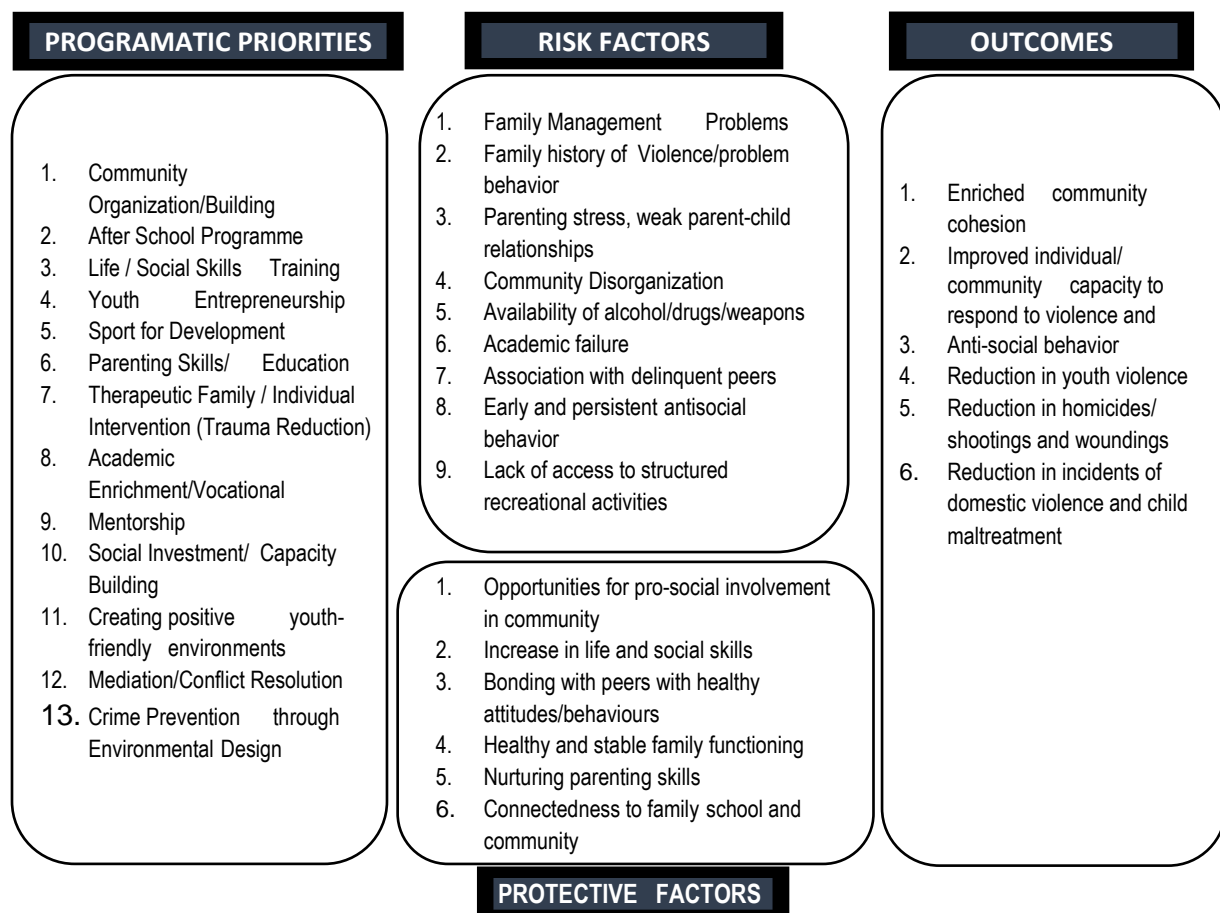 PROGRAMATIC PRIORITIES
1. Community
Organization/Building
2. After School Programme
3. Life / Social Skills Training
4. Youth Entrepreneurship
5. Sport for Development
6. Parenting Skills/ Education
7. Therapeutic Family / Individual
Intervention (Trauma Reduction)
8. Academic
Enrichment/Vocational
9. Mentorship
10. Social Investment/ Capacity
Building
11. Creating positive youth-
friendly environments
12. Mediation/Conflict Resolution
13. Crime Prevention through
Environmental Design
RISK FACTORS
1. Family Management Problems
2. Family history of Violence/problem
behavior
3. Parenting stress, weak parent-child
relationships
4. Community Disorganization
5. Availability of alcohol/drugs/weapons
6. Academic failure
7. Association with delinquent peers
8. Early and persistent antisocial
behavior
9. Lack of access to structured
recreational activities
1. Opportunities for pro-social involvement
in community
2. Increase in life and social skills
3. Bonding with peers with healthy
attitudes/behaviours
4. Healthy and stable family functioning
5. Nurturing parenting skills
6. Connectedness to family school and
community
PROTECTIVE FACTORS
OUTCOMES
1. Enriched community
cohesion
2. Improved individual/
community capacity to
respond to violence and
3. Anti-social behavior
4. Reduction in youth violence
5. Reduction in homicides/
shootings and woundings
6. Reduction in incidents of
domestic violence and child
maltreatment